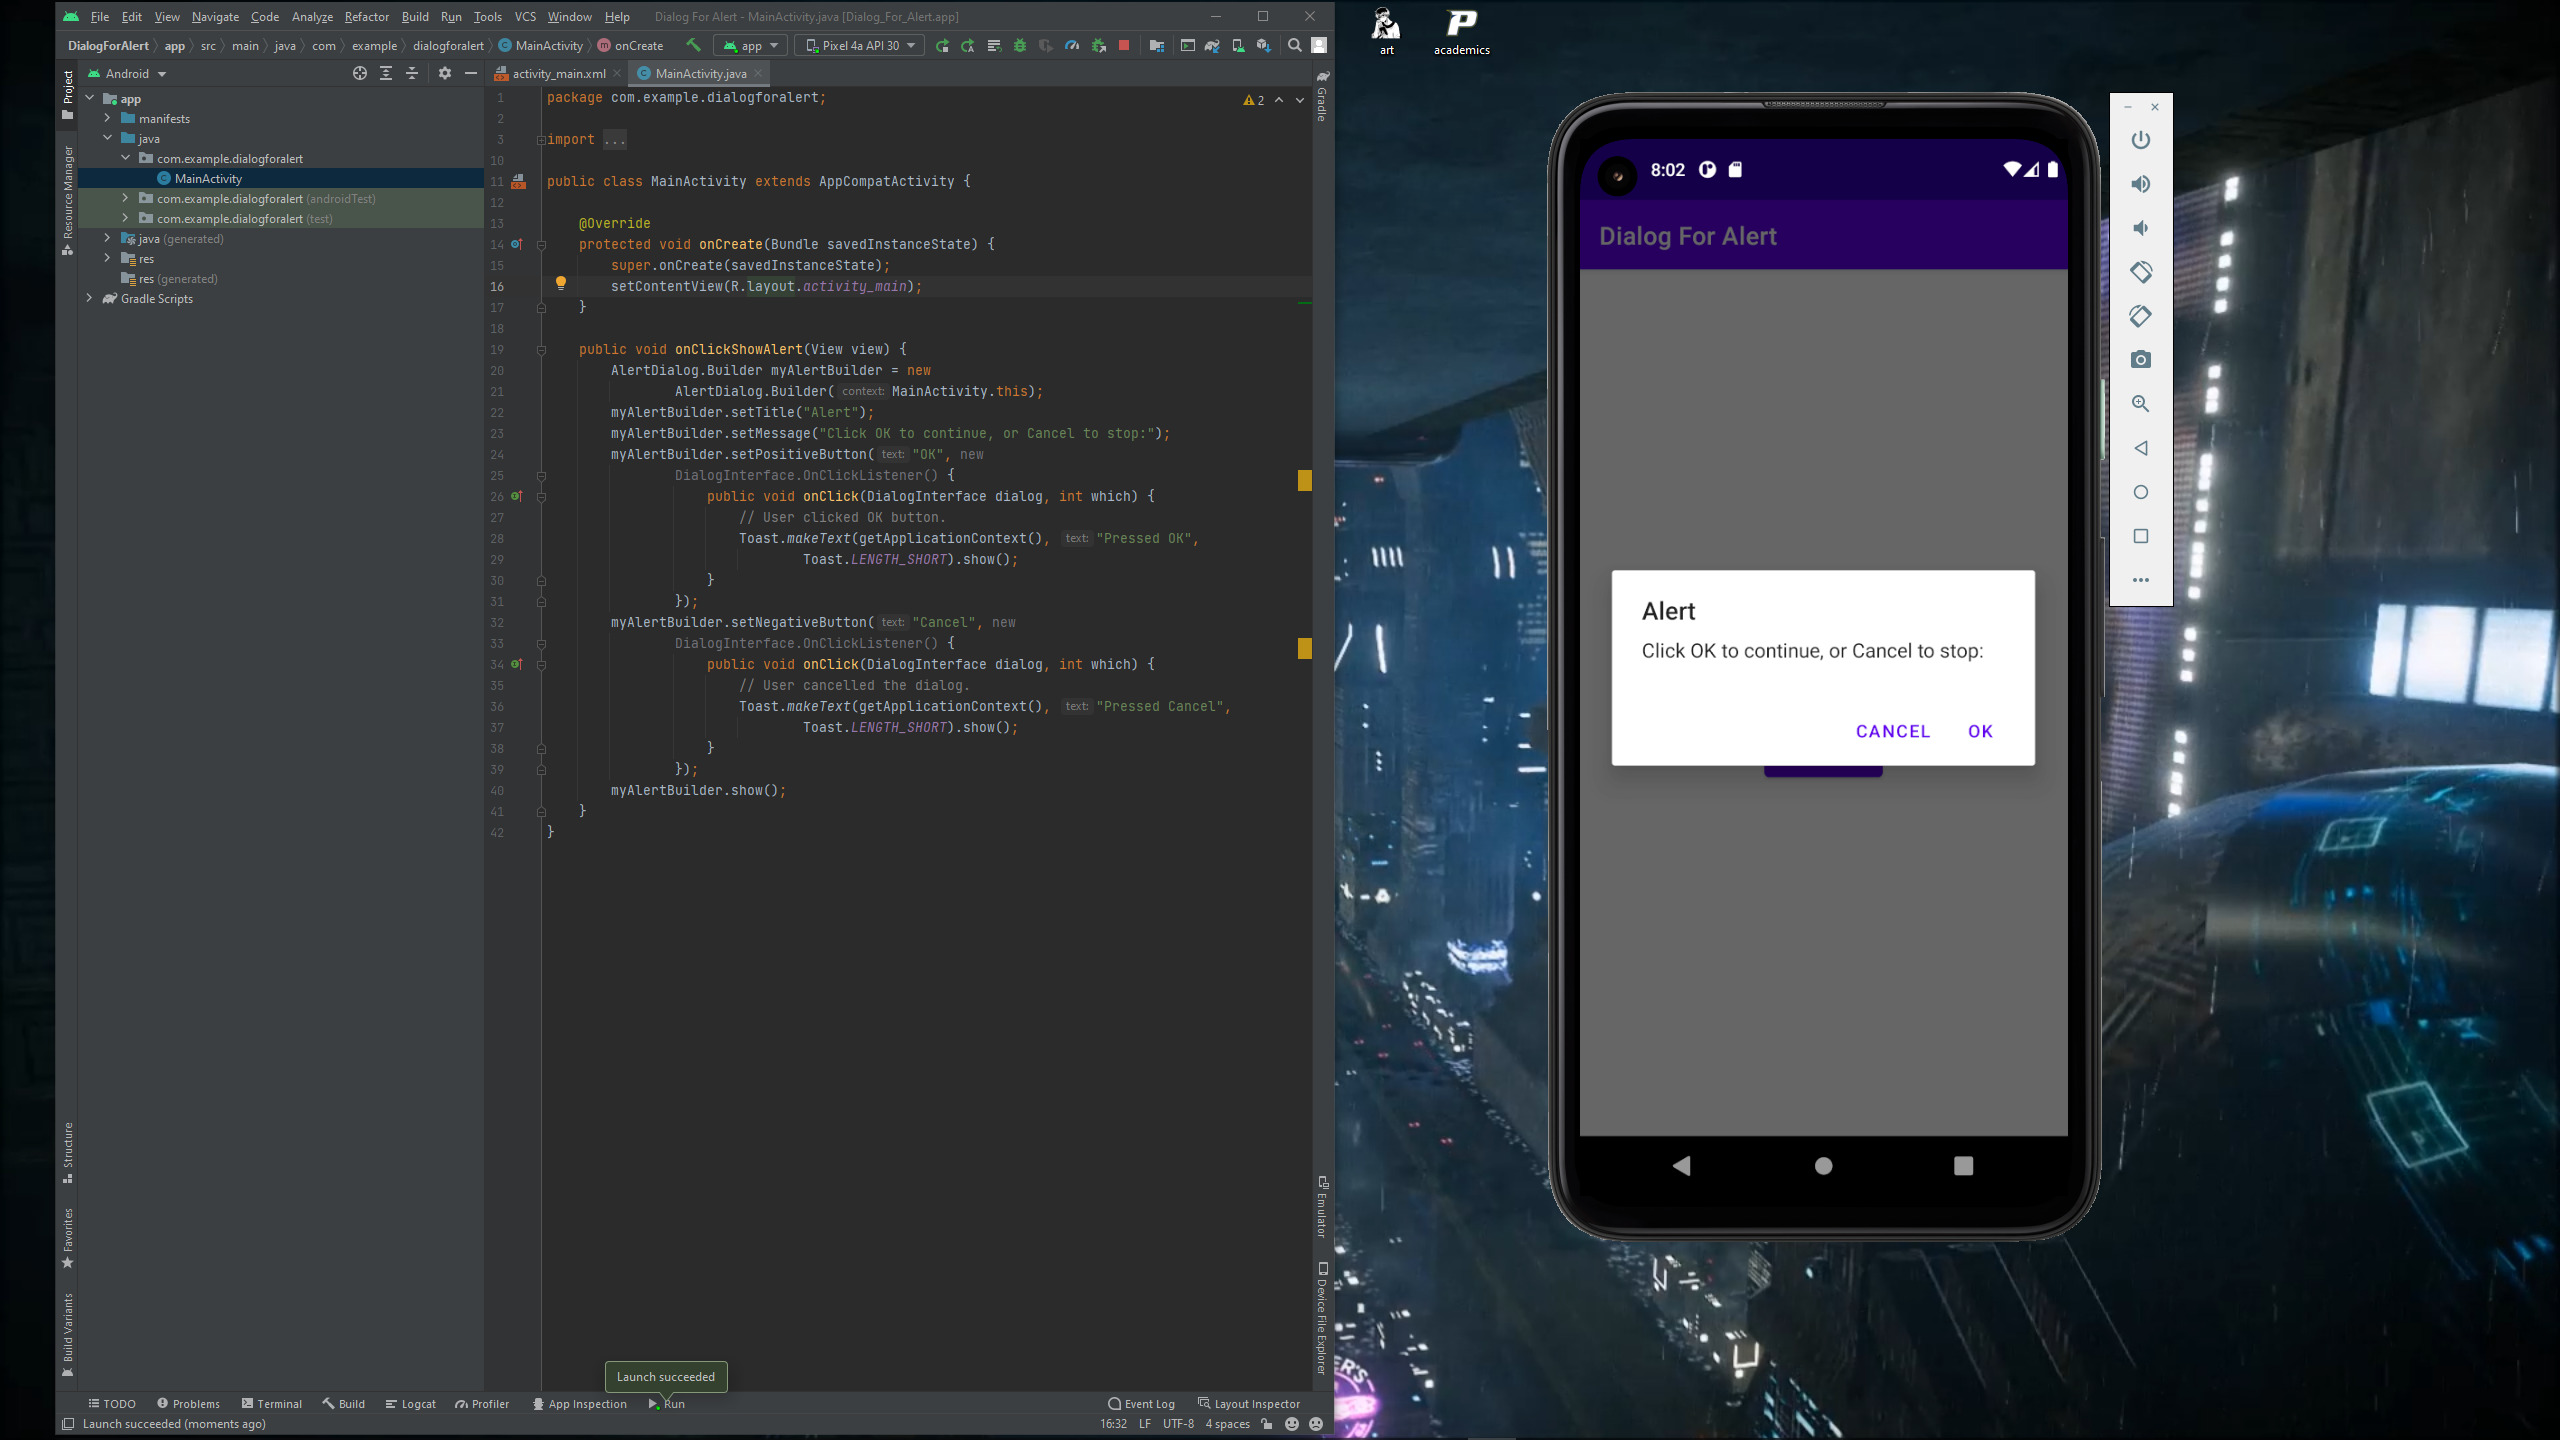 File Edit View Navigate Code Analyze Refactor Build Run Tools VCS Window Help Dialog For Alert - MainActivity.java [Dialog_For_Alert.app]
DialogForAlert app src main java com example dialogforalert MainActivity onCreate app Pixel 4a API 30
Project
Resource Manager
Structure
Favorites
Build Variants
Android
app
manifests
java
com.example.dialogforalert
MainActivity
com.example.dialogforalert (androidTest)
com.example.dialogforalert (test)
java (generated)
res
res (generated)
Gradle Scripts
activity_main.xml MainActivity.java
2
1 package com.example.dialogforalert;
2
3 import ...
10
11 public class MainActivity extends AppCompatActivity {
12
13 @Override
14 protected void onCreate(Bundle savedInstanceState) {
15 super.onCreate(savedInstanceState);
16 setContentView(R.layout.activity_main);
17 }
18
19 public void onClickShowAlert(View view) {
20 AlertDialog.Builder myAlertBuilder = new
21 AlertDialog.Builder( context: MainActivity.this);
22 myAlertBuilder.setTitle("Alert");
23 myAlertBuilder.setMessage("Click OK to continue, or Cancel to stop:");
24 myAlertBuilder.setPositiveButton( text: "OK", new
25 DialogInterface.OnClickListener() {
26 public void onClick(DialogInterface dialog, int which) {
27 // User clicked OK button.
28 Toast.makeText(getApplicationContext(), text: "Pressed OK",
29 Toast.LENGTH_SHORT).show();
30 }
31 });
32 myAlertBuilder.setNegativeButton( text: "Cancel", new
33 DialogInterface.OnClickListener() {
34 public void onClick(DialogInterface dialog, int which) {
35 // User cancelled the dialog.
36 Toast.makeText(getApplicationContext(), text: "Pressed Cancel",
37 Toast.LENGTH_SHORT).show();
38 }
39 });
40 myAlertBuilder.show();
41 }
42 }
Gradle
Emulator
Device File Explorer
Launch succeeded
TODO Problems Terminal Build Logcat Profiler App Inspection Run Event Log Layout Inspector
Launch succeeded (moments ago) 16:32 LF UTF-8 4 spaces
art academics
8:02
Dialog For Alert
Alert
Click OK to continue, or Cancel to stop:
CANCEL OK